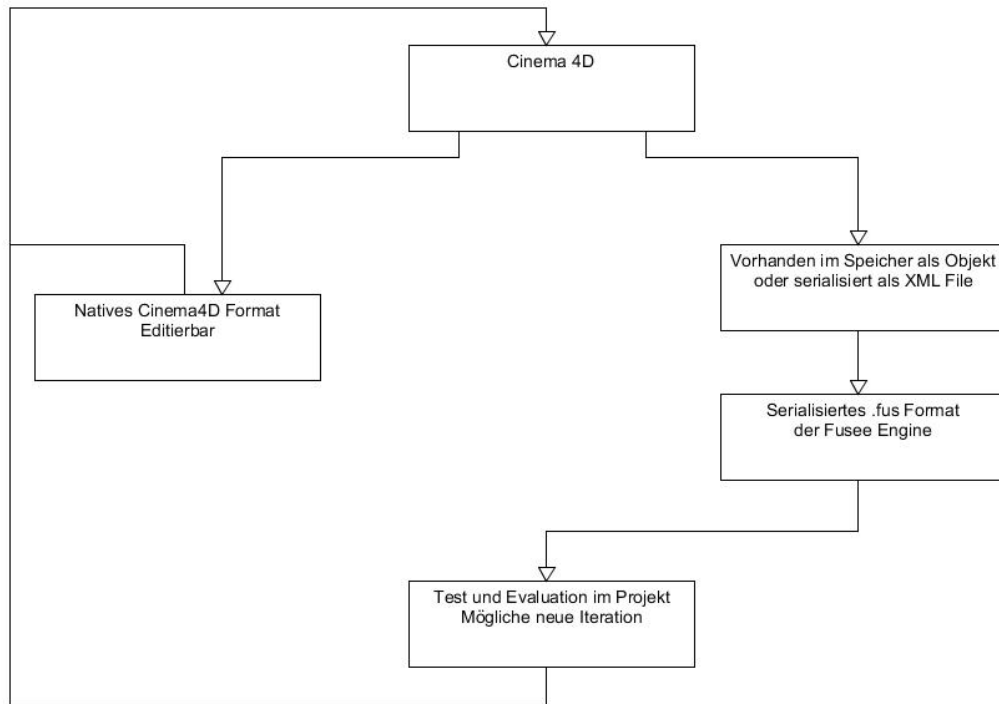 Cinema 4D
Vorhanden im Speicher als Objekt
oder serialisiert als XML File
Natives Cinema4D Format
Editierbar
Serialisiertes .fus Format
der Fusee Engine
Test und Evaluation im Projekt
Mögliche neue Iteration